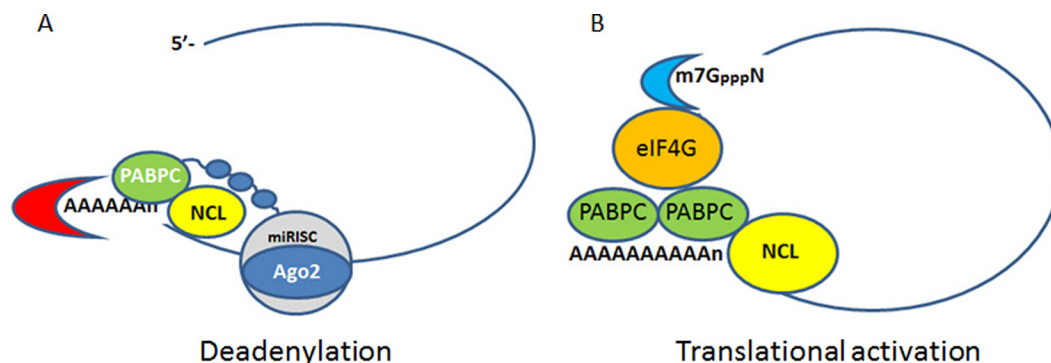 A
5'-
PABPC
AAAAAAn
NCL
miRISC
Ago2
Deadenylation
B
m7GpppN
eIF4G
PABPC PABPC
AAAAAAAAAAn
NCL
Translational activation